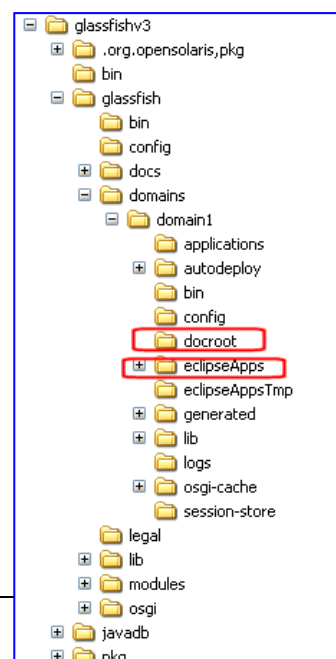 glassfishv3
.org.opensolaris,pkg
bin
glassfish
bin
config
docs
domains
domain1
applications
autodeploy
bin
config
docroot
eclipseApps
eclipseAppsTmp
generated
lib
logs
osgi-cache
session-store
legal
lib
modules
osgi
javadb
pkg